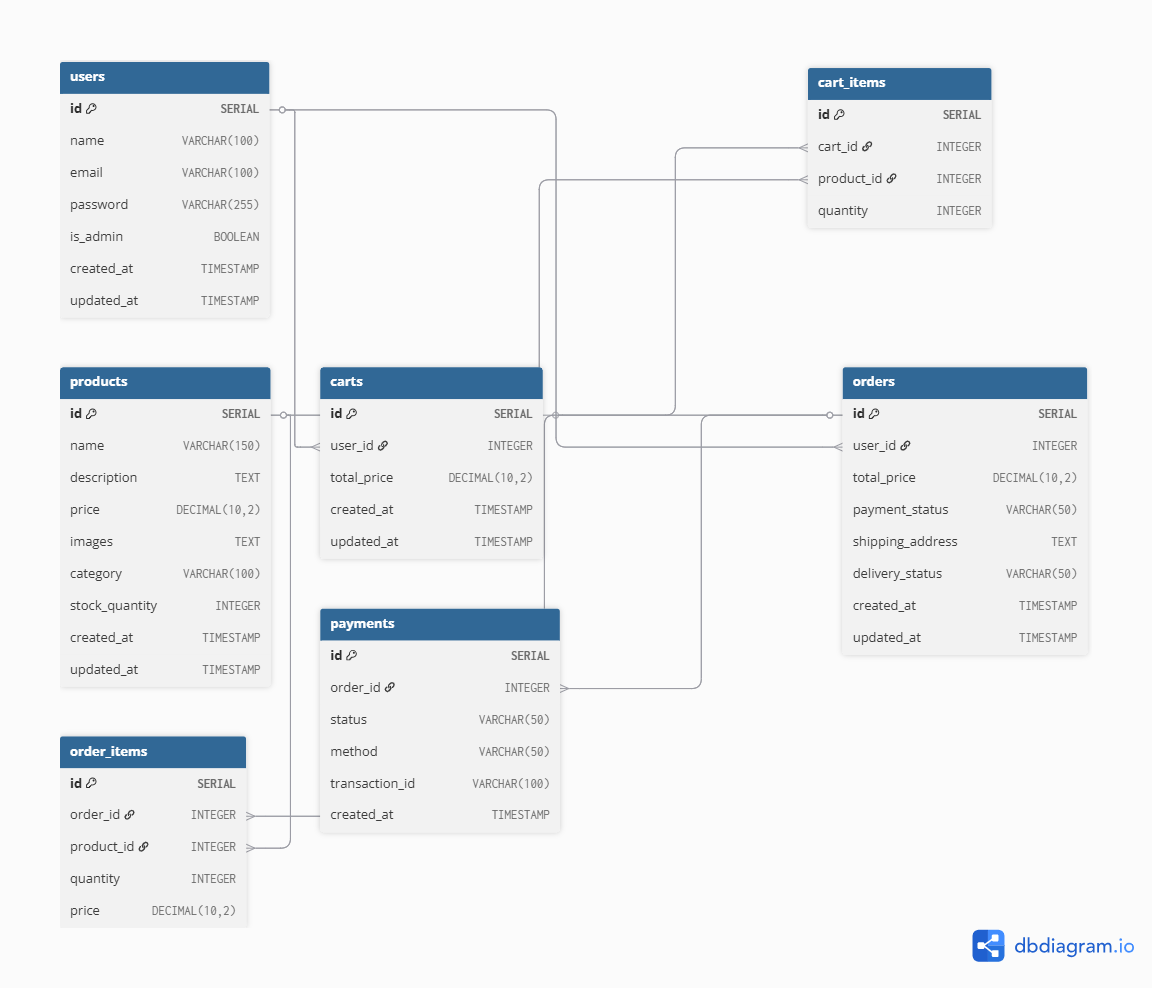 users
id SERIAL
name VARCHAR(100)
email VARCHAR(100)
password VARCHAR(255)
is_admin BOOLEAN
created_at TIMESTAMP
updated_at TIMESTAMP
cart_items
id SERIAL
cart_id INTEGER
product_id INTEGER
quantity INTEGER
products
id SERIAL
name VARCHAR(150)
description TEXT
price DECIMAL(10,2)
images TEXT
category VARCHAR(100)
stock_quantity INTEGER
created_at TIMESTAMP
updated_at TIMESTAMP
carts
id SERIAL
user_id INTEGER
total_price DECIMAL(10,2)
created_at TIMESTAMP
updated_at TIMESTAMP
orders
id SERIAL
user_id INTEGER
total_price DECIMAL(10,2)
payment_status VARCHAR(50)
shipping_address TEXT
delivery_status VARCHAR(50)
created_at TIMESTAMP
updated_at TIMESTAMP
payments
id SERIAL
order_id INTEGER
status VARCHAR(50)
method VARCHAR(50)
transaction_id VARCHAR(100)
created_at TIMESTAMP
order_items
id SERIAL
order_id INTEGER
product_id INTEGER
quantity INTEGER
price DECIMAL(10,2)
dbdiagram.io